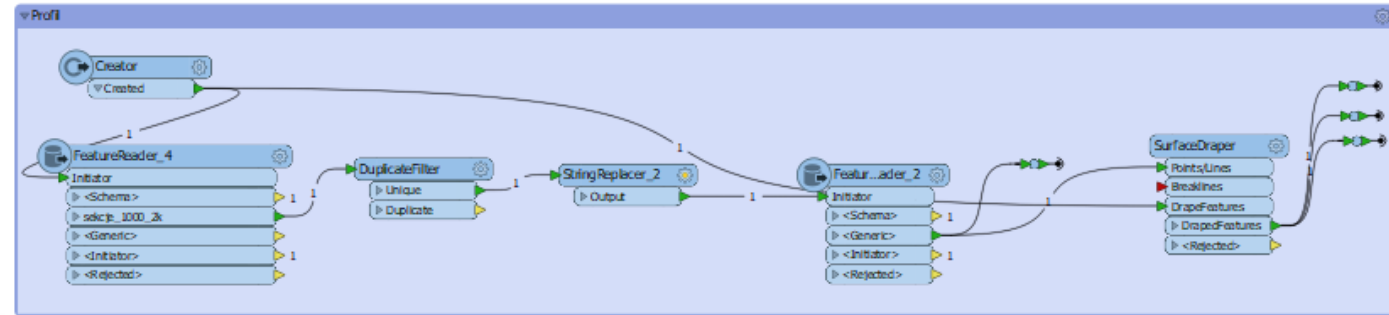 Profil
Creator
Created
1
FeatureReader_4
Initiator
<Schema>
1
sekcje_1000_2k
1
<Generic>
<Initiator>
1
<Rejected>
DuplicateFilter
Unique
1
Duplicate
StringReplacer_2
Output
1
1
Featur...ader_2
Initiator
<Schema>
1
<Generic>
<Initiator>
1
<Rejected>
1
SurfaceDraper
Points/Lines
Breaklines
DrapeFeatures
DrapedFeatures
<Rejected>
1